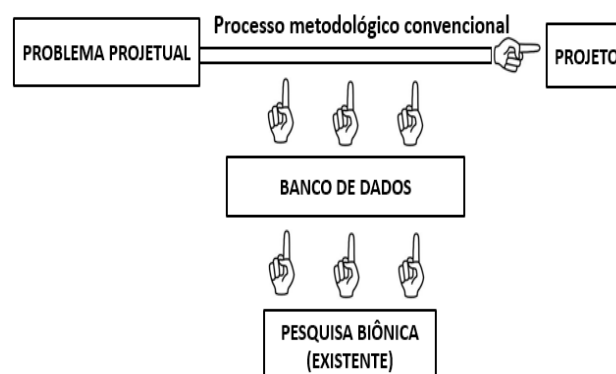 Processo metodológico convencional
PROBLEMA PROJETUAL
PROJETO
BANCO DE DADOS
PESQUISA BIÔNICA
(EXISTENTE)